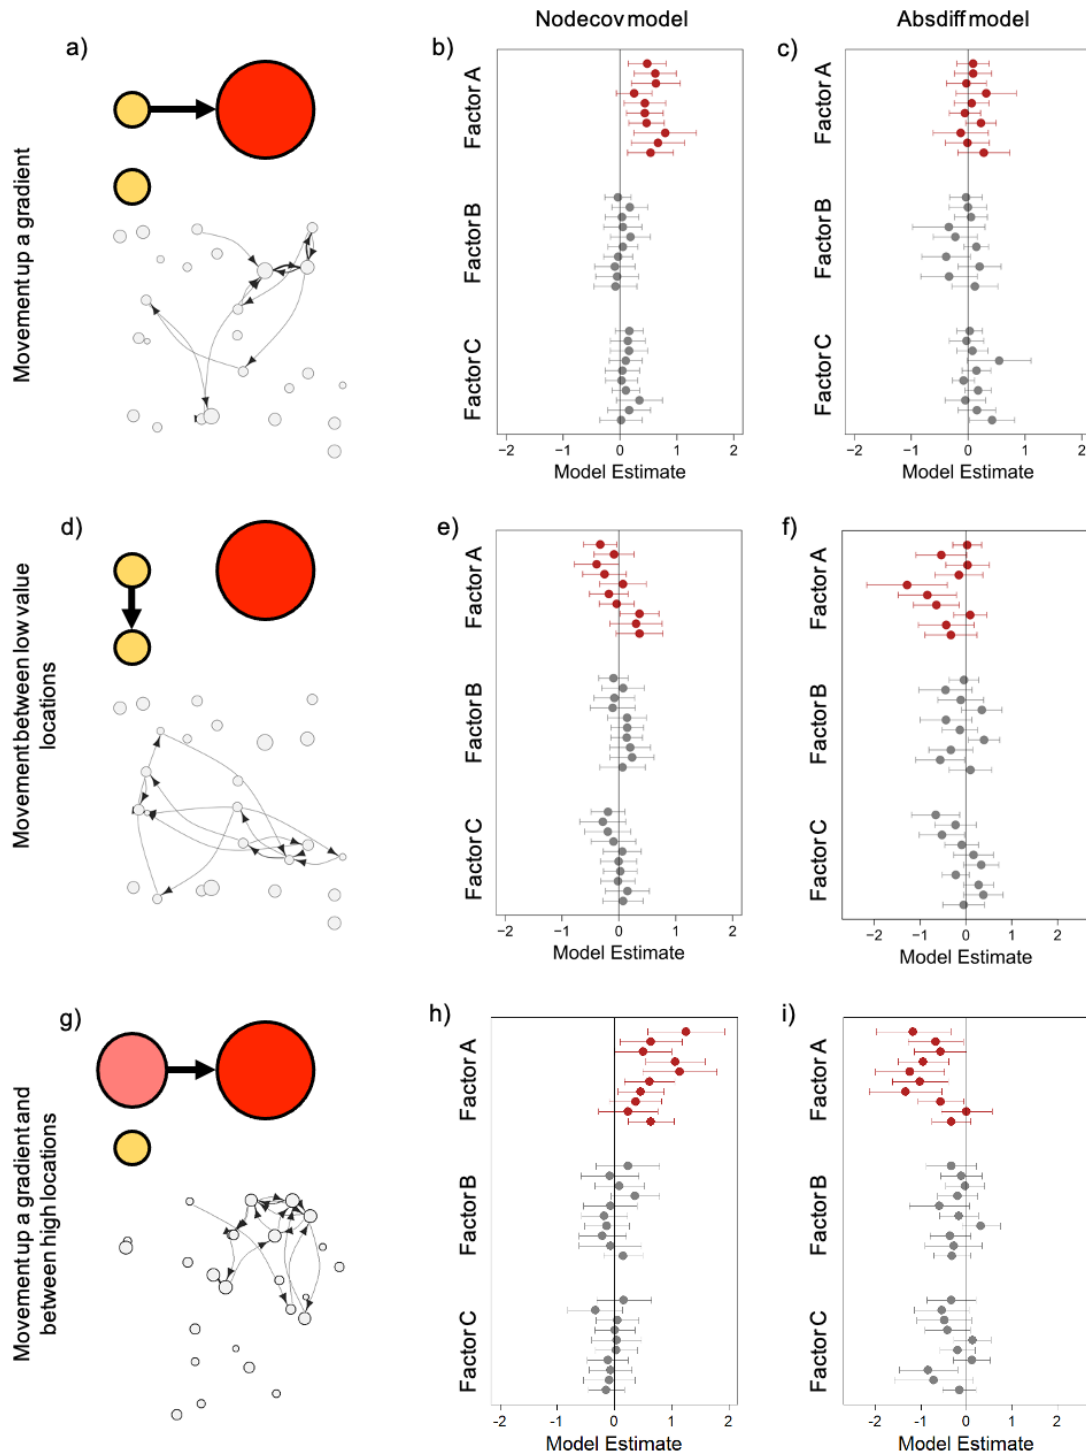 Nodecov model
Absdiff model
a)
b)
c)
Movement up a gradient
Factor A
Factor B
Factor C
Factor A
Factor B
Factor C
−2 −1 0 1 2
Model Estimate
−2 −1 0 1 2
Model Estimate
d)
e)
f)
Movement between low value
locations
Factor A
Factor B
Factor C
Factor A
Factor B
Factor C
−2 −1 0 1 2
Model Estimate
−2 −1 0 1 2
Model Estimate
g)
h)
i)
Movement up a gradient and
between high locations
Factor A
Factor B
Factor C
Factor A
Factor B
Factor C
-2 -1 0 1 2
Model Estimate
-2 -1 0 1 2
Model Estimate